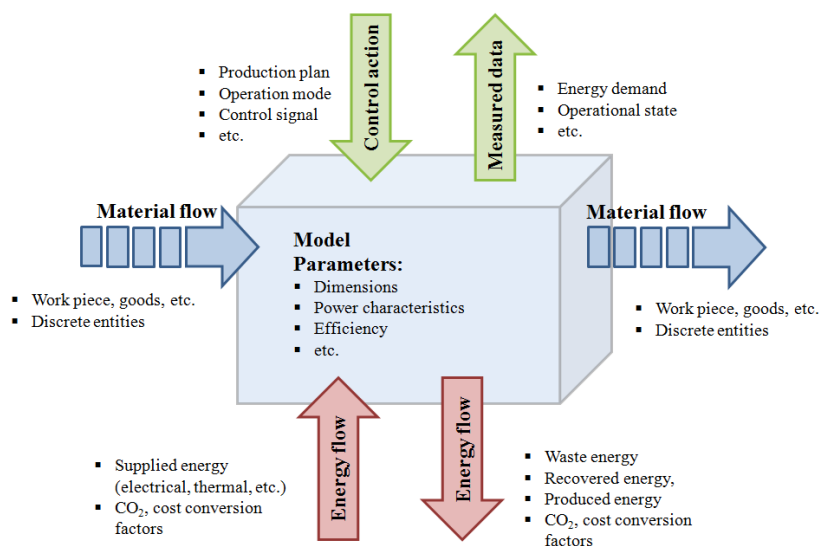 Control action
▪ Production plan
▪ Operation mode
▪ Control signal
▪ etc.
Measured data
▪ Energy demand
▪ Operational state
▪ etc.
Material flow
▪ Work piece, goods, etc.
▪ Discrete entities
Model
Parameters:
▪ Dimensions
▪ Power characteristics
▪ Efficiency
▪ etc.
Material flow
▪ Work piece, goods, etc.
▪ Discrete entities
Energy flow
▪ Supplied energy
(electrical, thermal, etc.)
▪ CO₂, cost conversion
factors
Energy flow
▪ Waste energy
▪ Recovered energy,
▪ Produced energy
▪ CO₂, cost conversion
factors